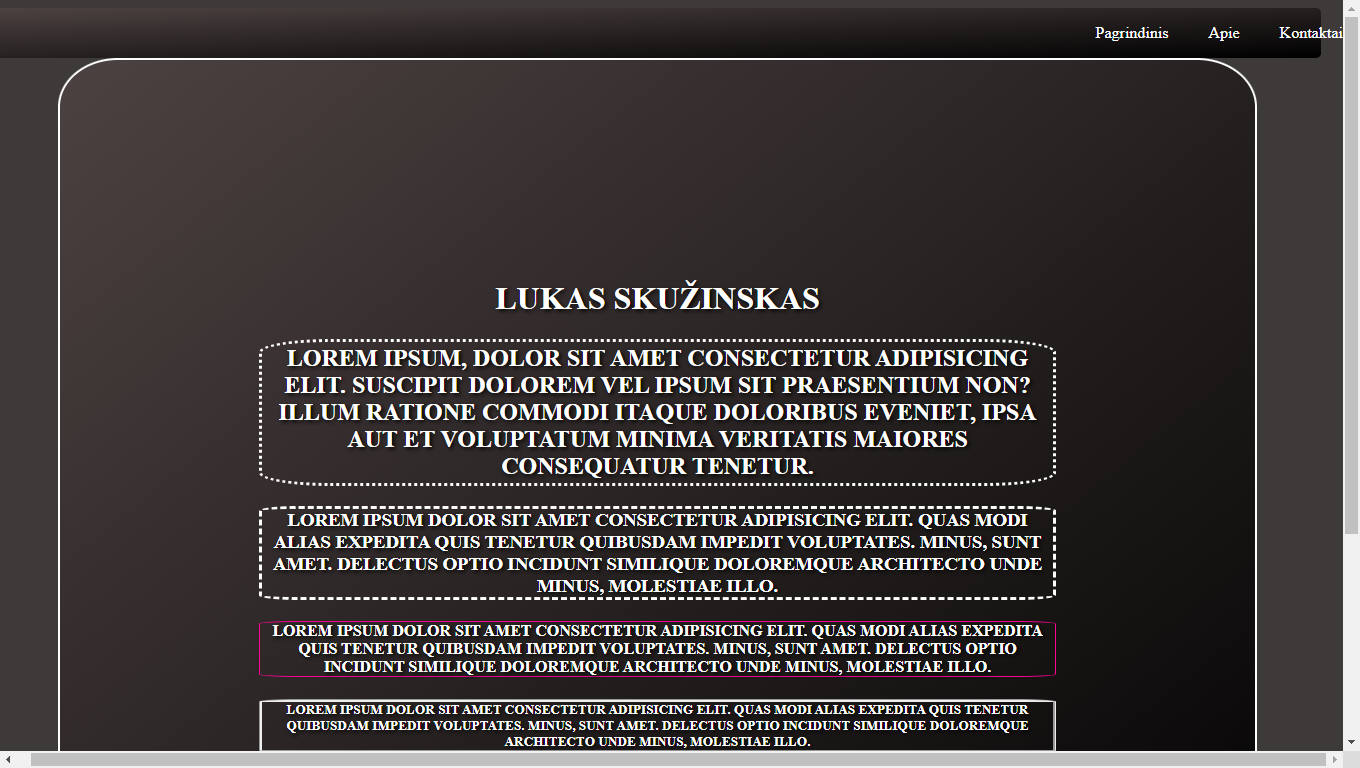 Pagrindinis Apie Kontaktai
LUKAS SKUŽINSKAS
LOREM IPSUM, DOLOR SIT AMET CONSECTETUR ADIPISICING
ELIT. SUSCIPIT DOLOREM VEL IPSUM SIT PRAESENTIUM NON?
ILLUM RATIONE COMMODI ITAQUE DOLORIBUS EVENIET, IPSA
AUT ET VOLUPTATUM MINIMA VERITATIS MAIORES
CONSEQUATUR TENETUR.
LOREM IPSUM DOLOR SIT AMET CONSECTETUR ADIPISICING ELIT. QUAS MODI
ALIAS EXPEDITA QUIS TENETUR QUIBUSDAM IMPEDIT VOLUPTATES. MINUS, SUNT
AMET. DELECTUS OPTIO INCIDUNT SIMILIQUE DOLOREMQUE ARCHITECTO UNDE
MINUS, MOLESTIAE ILLO.
LOREM IPSUM DOLOR SIT AMET CONSECTETUR ADIPISICING ELIT. QUAS MODI ALIAS EXPEDITA
QUIS TENETUR QUIBUSDAM IMPEDIT VOLUPTATES. MINUS, SUNT AMET. DELECTUS OPTIO
INCIDUNT SIMILIQUE DOLOREMQUE ARCHITECTO UNDE MINUS, MOLESTIAE ILLO.
LOREM IPSUM DOLOR SIT AMET CONSECTETUR ADIPISICING ELIT. QUAS MODI ALIAS EXPEDITA QUIS TENETUR
QUIBUSDAM IMPEDIT VOLUPTATES. MINUS, SUNT AMET. DELECTUS OPTIO INCIDUNT SIMILIQUE DOLOREMQUE
ARCHITECTO UNDE MINUS, MOLESTIAE ILLO.